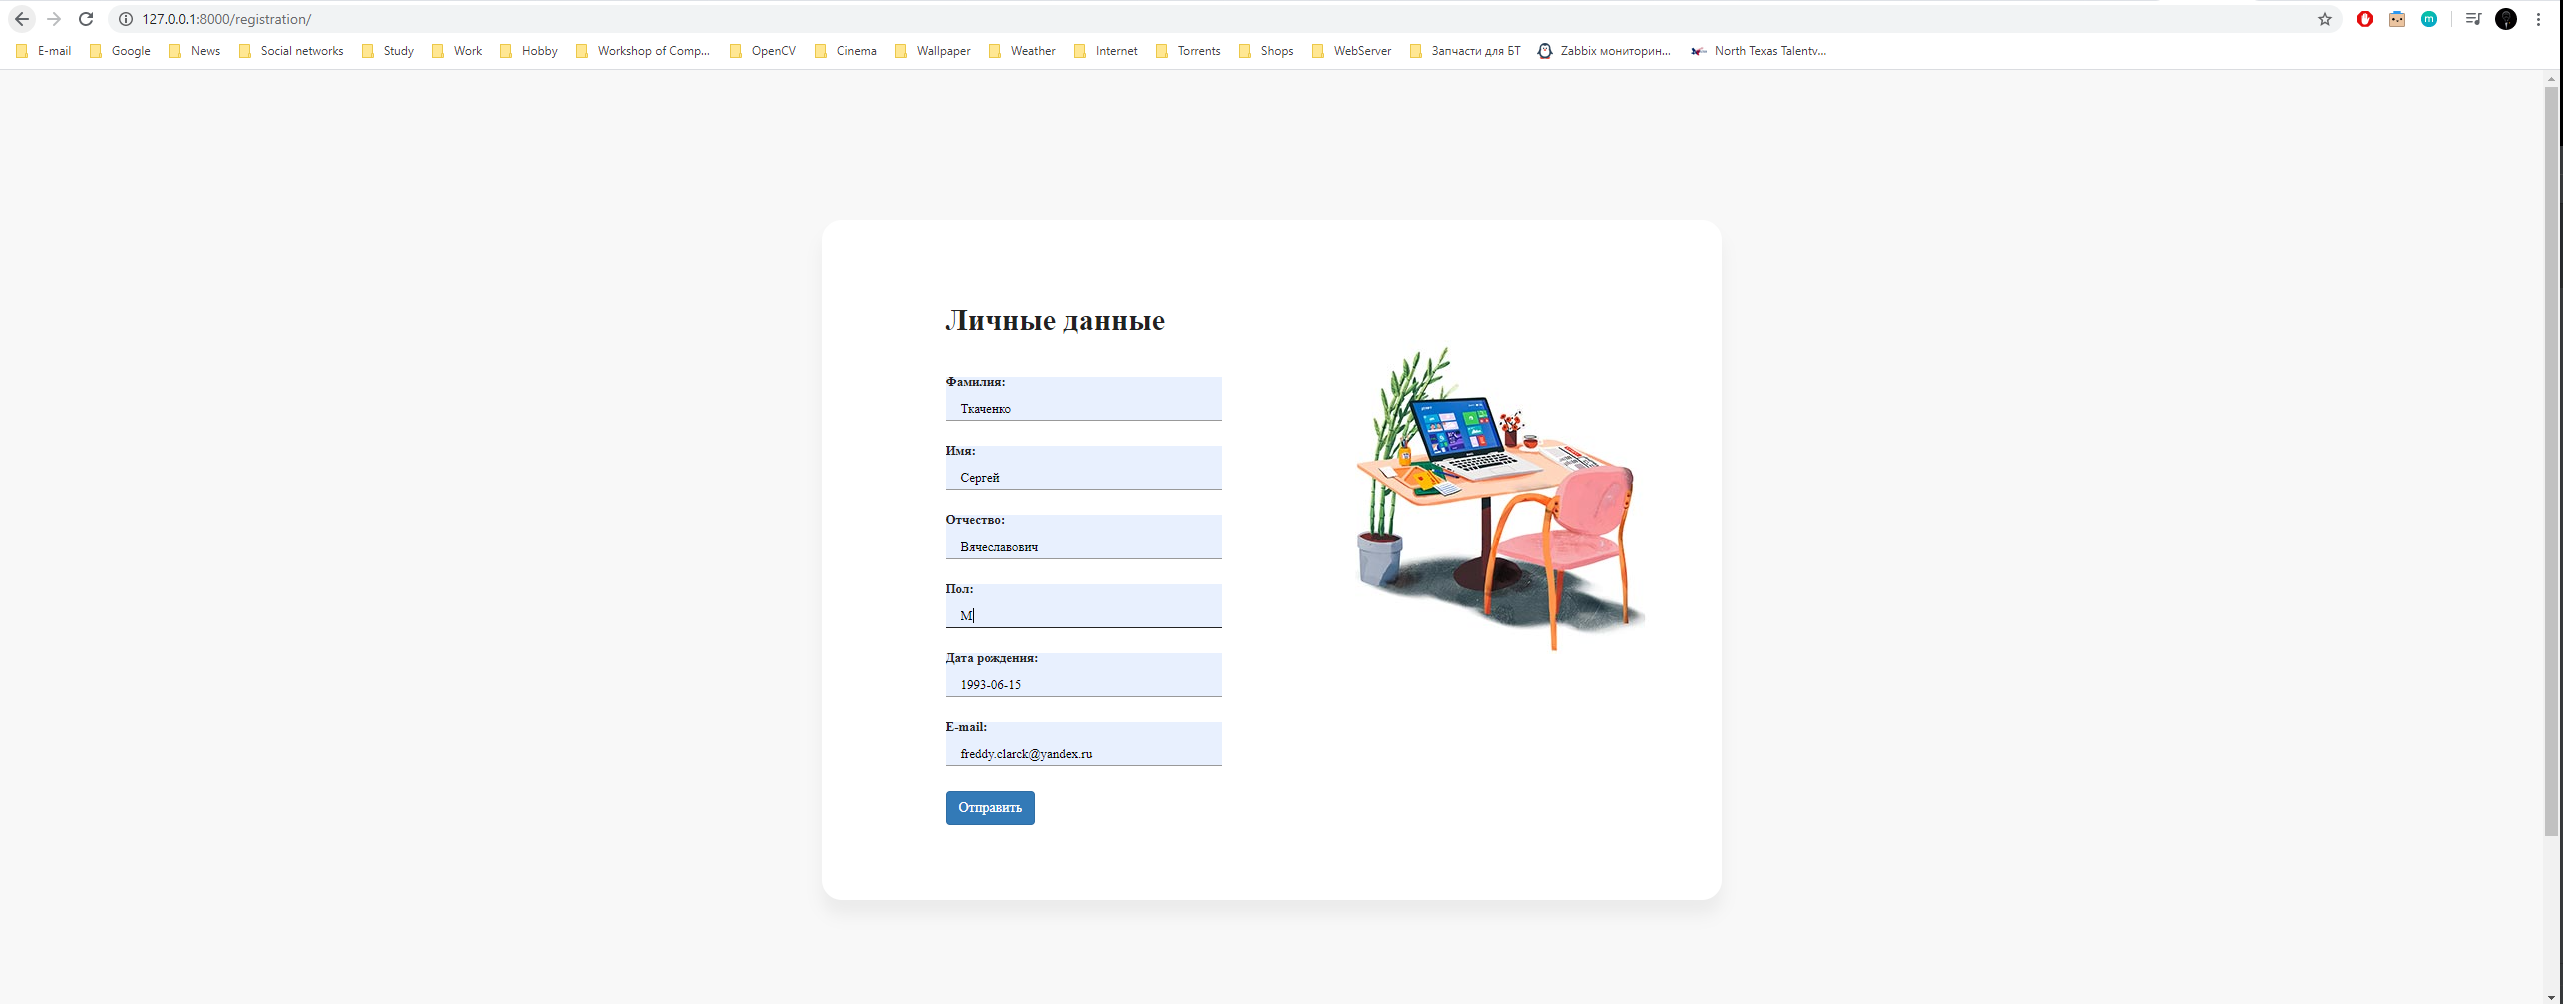 127.0.0.1:8000/registration/
E-mail Google News Social networks Study Work Hobby Workshop of Comp... OpenCV Cinema Wallpaper Weather Internet Torrents Shops WebServer Запчасти для БТ Zabbix мониторин... North Texas Talentv...
Личные данные
Фамилия:
Ткаченко
Имя:
Сергей
Отчество:
Вячеславович
Пол:
М
Дата рождения:
1993-06-15
E-mail:
freddy.clarck@yandex.ru
Отправить